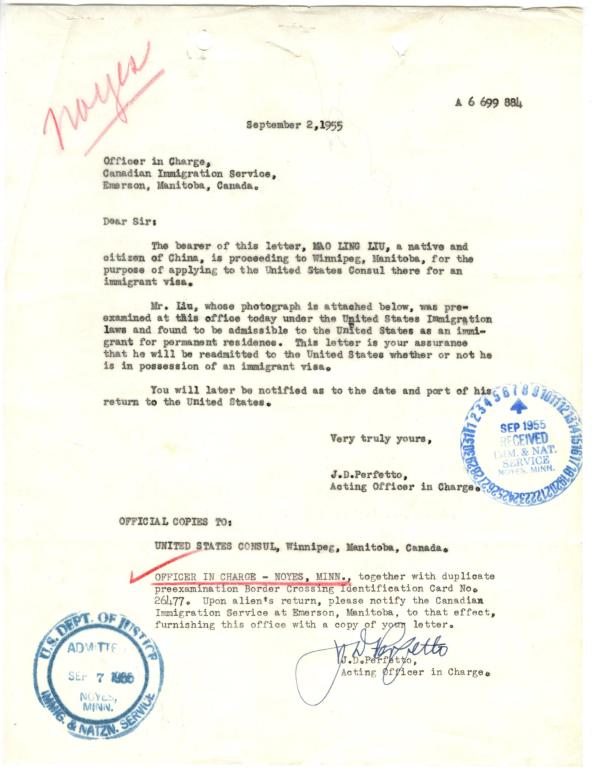 noyes
A 6 699 884
September 2,1955
Officer in Charge,
Canadian Immigration Service,
Emerson, Manitoba, Canada.
Dear Sir:
The bearer of this letter, MAO LING LIU, a native and
citizen of China, is proceeding to Winnipeg, Manitoba, for the
purpose of applying to the United States Consul there for an
immigrant visa.
Mr. Liu, whose photograph is attached below, was pre-
examined at this office today under the United States Immigration
laws and found to be admissible to the United States as an immi-
grant for permanent residence. This letter is your assurance
that he will be readmitted to the United States whether or not he
is in possession of an immigrant visa.
You will later be notified as to the date and port of his
return to the United States.
SEP 1955
RECEIVED
IMM. & NAT.
SERVICE
NOYES, MINN.
Very truly yours,
J.D.Perfetto,
Acting Officer in Charge.
OFFICIAL COPIES TO:
UNITED STATES CONSUL, Winnipeg, Manitoba, Canada.
OFFICER IN CHARGE - NOYES, MINN., together with duplicate
preexamination Border Crossing Identification Card No.
26477. Upon alien's return, please notify the Canadian
Immigration Service at Emerson, Manitoba, to that effect,
furnishing this office with a copy of your letter.
J D Perfetto
J.D.Perfetto,
Acting Officer in Charge.
U.S. DEPT. OF JUSTICE
ADMITTE
SEP 7 1955
NOYES,
MINN.
IMMIG. & NATZN. SERVICE